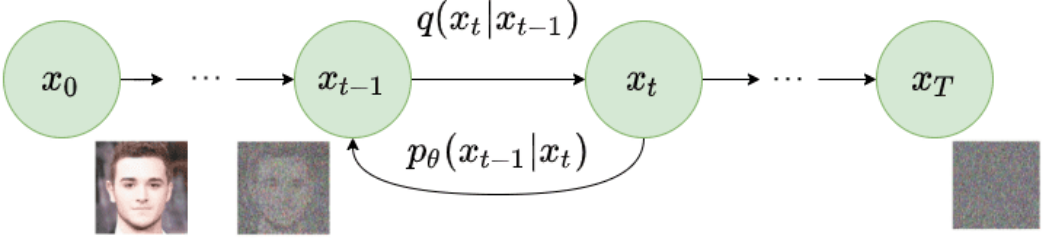 q(x_t|x_{t-1})
x_0 ... x_{t-1} x_t ... x_T
p_θ(x_{t-1}|x_t)